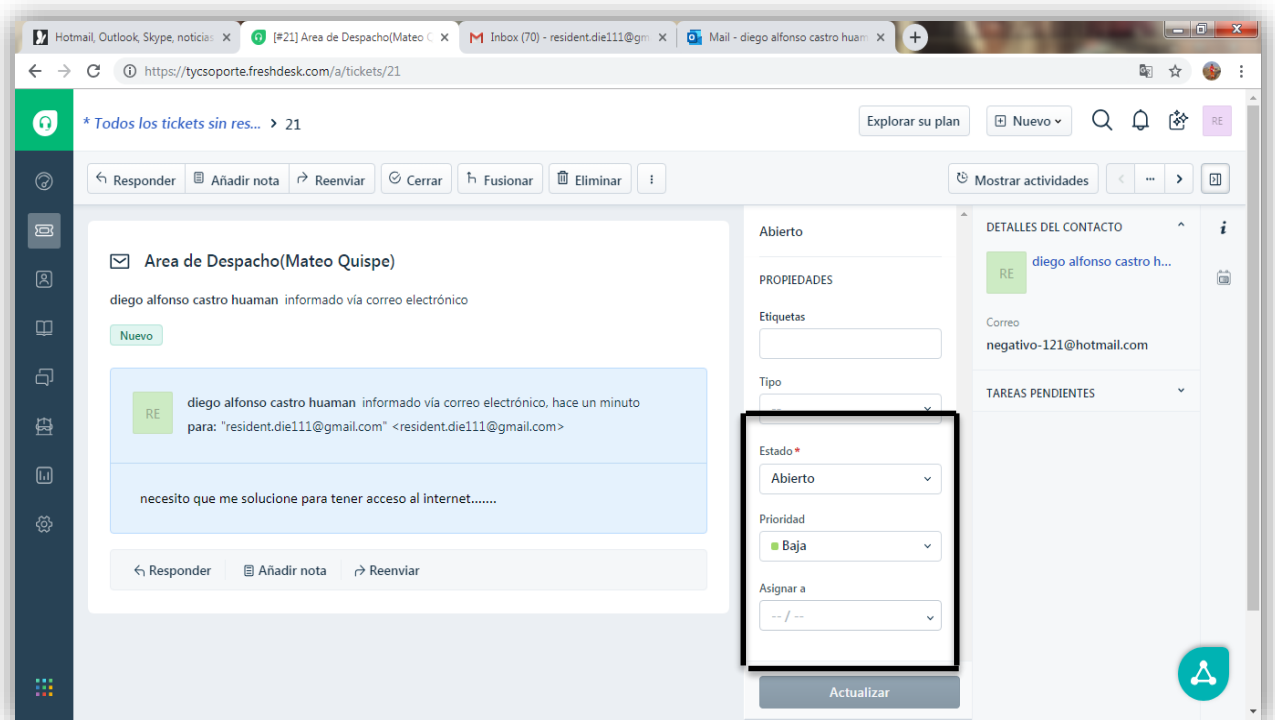 Hotmail, Outlook, Skype, noticias
[#21] Area de Despacho(Mateo
Inbox (70) - resident.die111@gm
Mail - diego alfonso castro huam
https://tycsoporte.freshdesk.com/a/tickets/21
* Todos los tickets sin res... > 21
Explorar su plan
Nuevo
RE
Responder
Añadir nota
Reenviar
Cerrar
Fusionar
Eliminar
Mostrar actividades
Area de Despacho(Mateo Quispe)
diego alfonso castro huaman informado vía correo electrónico
Nuevo
RE
diego alfonso castro huaman informado vía correo electrónico, hace un minuto
para: "resident.die111@gmail.com" <resident.die111@gmail.com>
necesito que me solucione para tener acceso al internet.......
Responder
Añadir nota
Reenviar
Abierto
PROPIEDADES
Etiquetas
Tipo
--
Estado *
Abierto
Prioridad
Baja
Asignar a
-- / --
Actualizar
DETALLES DEL CONTACTO
RE
diego alfonso castro h...
Correo
negativo-121@hotmail.com
TAREAS PENDIENTES